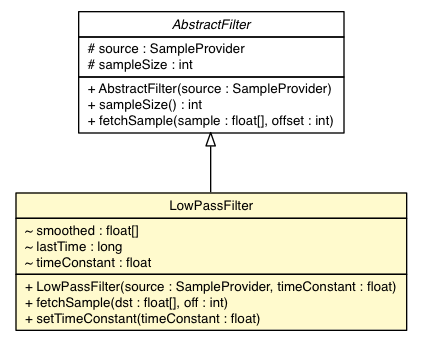 AbstractFilter
# source : SampleProvider
# sampleSize : int
+ AbstractFilter(source : SampleProvider)
+ sampleSize() : int
+ fetchSample(sample : float[], offset : int)
LowPassFilter
~ smoothed : float[]
~ lastTime : long
~ timeConstant : float
+ LowPassFilter(source : SampleProvider, timeConstant : float)
+ fetchSample(dst : float[], off : int)
+ setTimeConstant(timeConstant : float)